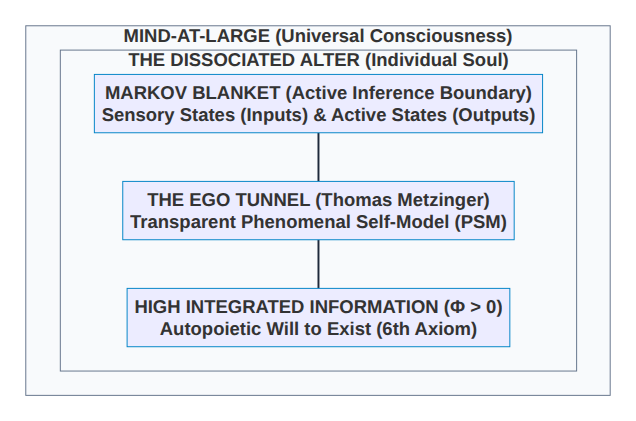 MIND-AT-LARGE (Universal Consciousness)
THE DISSOCIATED ALTER (Individual Soul)
MARKOV BLANKET (Active Inference Boundary)
Sensory States (Inputs) & Active States (Outputs)
THE EGO TUNNEL (Thomas Metzinger)
Transparent Phenomenal Self-Model (PSM)
HIGH INTEGRATED INFORMATION (Φ > 0)
Autopoietic Will to Exist (6th Axiom)